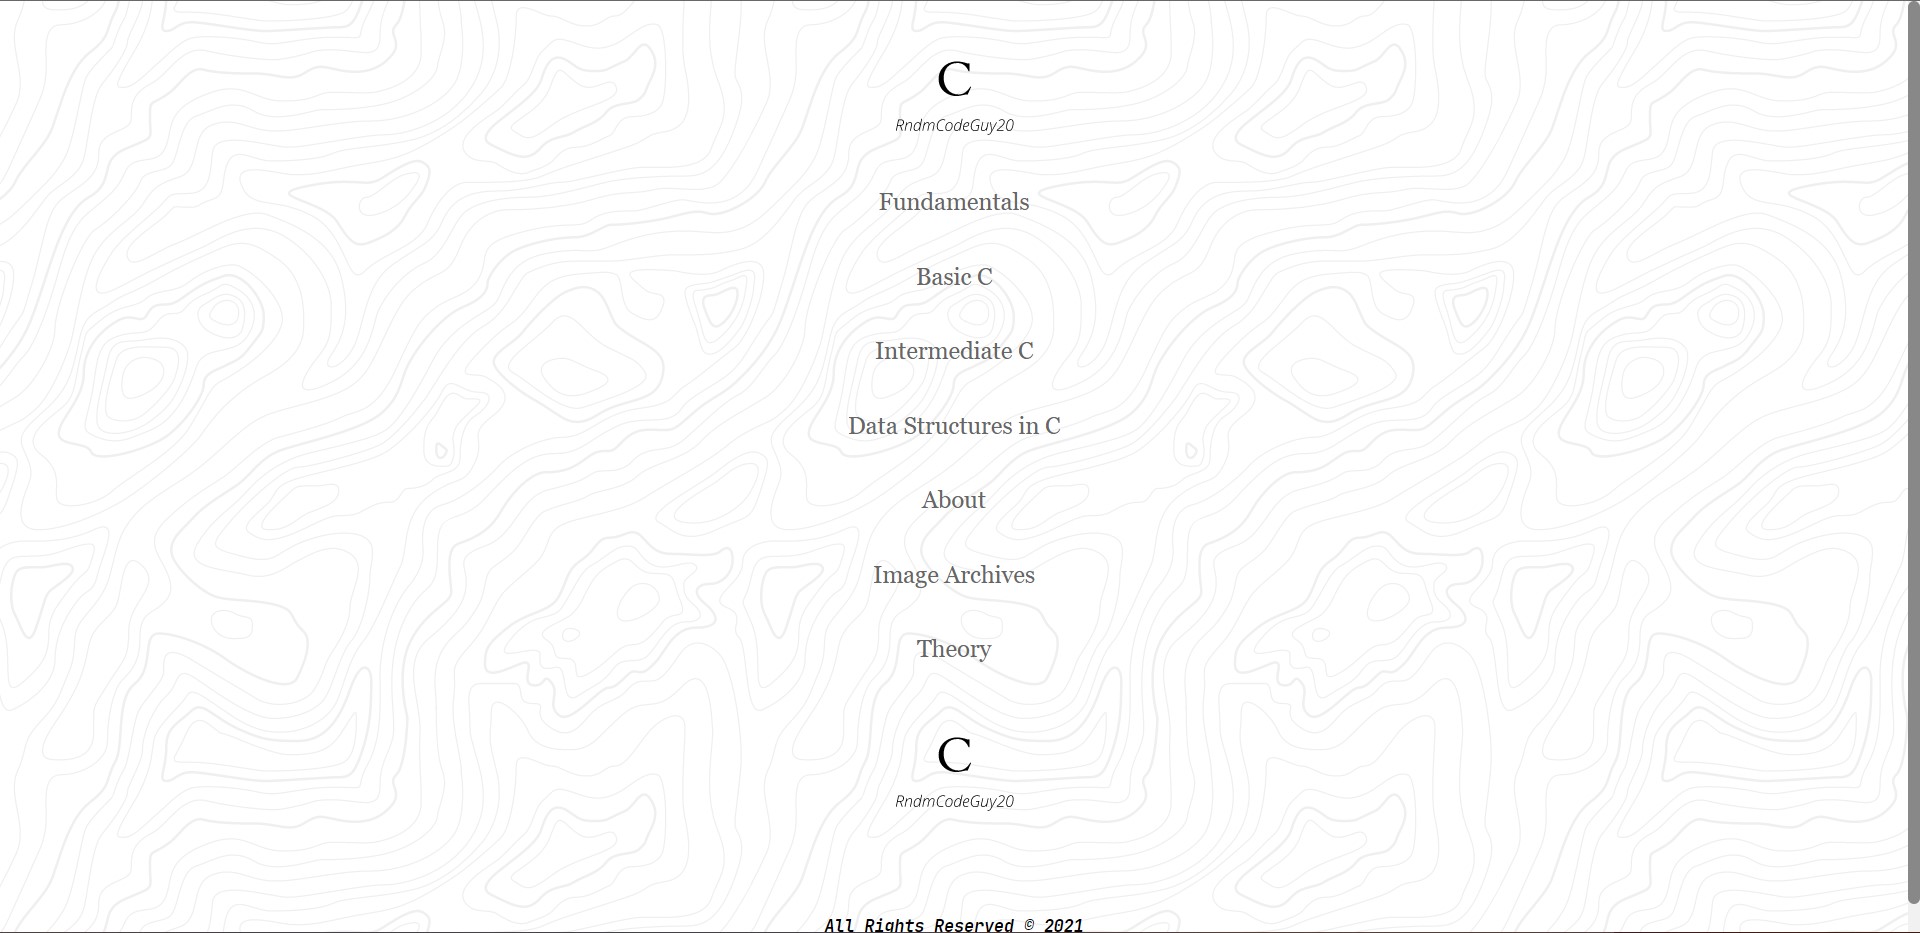 C
RndmCodeGuy20
Fundamentals
Basic C
Intermediate C
Data Structures in C
About
Image Archives
Theory
C
RndmCodeGuy20
All Rights Reserved © 2021